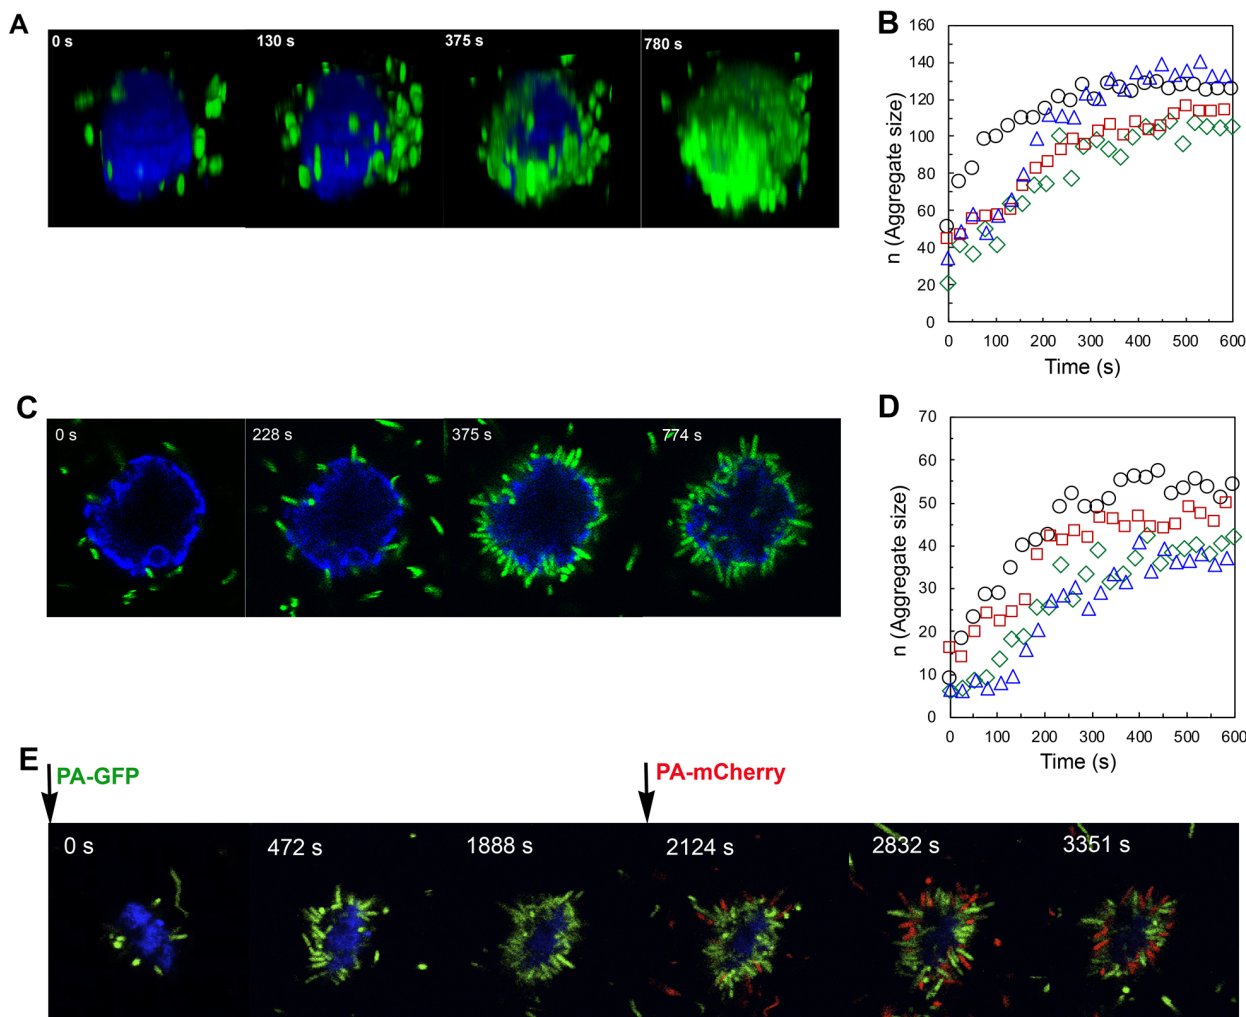 A
0 s
130 s
375 s
780 s
B
160
140
120
100
80
60
40
20
0
n (Aggregate size)
0 100 200 300 400 500 600
Time (s)
C
0 s
228 s
375 s
774 s
D
70
60
50
40
30
20
10
0
n (Aggregate size)
0 100 200 300 400 500 600
Time (s)
E
PA-GFP
PA-mCherry
0 s
472 s
1888 s
2124 s
2832 s
3351 s